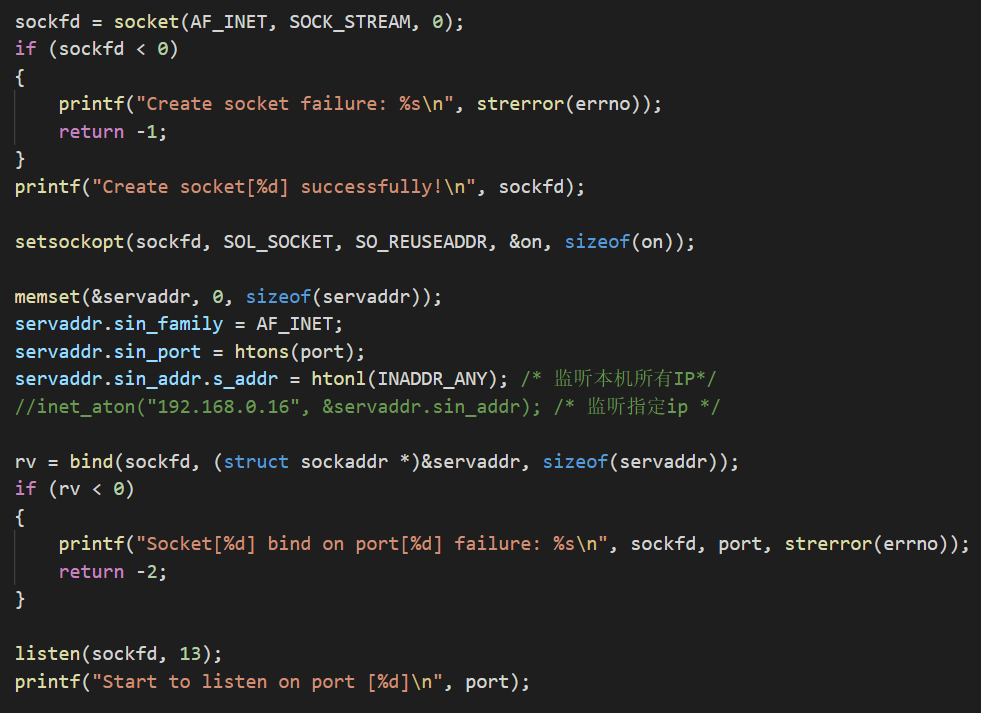 sockfd = socket(AF_INET, SOCK_STREAM, 0);
if (sockfd < 0)
{
    printf("Create socket failure: %s\n", strerror(errno));
    return -1;
}
printf("Create socket[%d] successfully!\n", sockfd);

setsockopt(sockfd, SOL_SOCKET, SO_REUSEADDR, &on, sizeof(on));

memset(&servaddr, 0, sizeof(servaddr));
servaddr.sin_family = AF_INET;
servaddr.sin_port = htons(port);
servaddr.sin_addr.s_addr = htonl(INADDR_ANY); /* 监听本机所有IP*/
//inet_aton("192.168.0.16", &servaddr.sin_addr); /* 监听指定ip */

rv = bind(sockfd, (struct sockaddr *)&servaddr, sizeof(servaddr));
if (rv < 0)
{
    printf("Socket[%d] bind on port[%d] failure: %s\n", sockfd, port, strerror(errno));
    return -2;
}

listen(sockfd, 13);
printf("Start to listen on port [%d]\n", port);